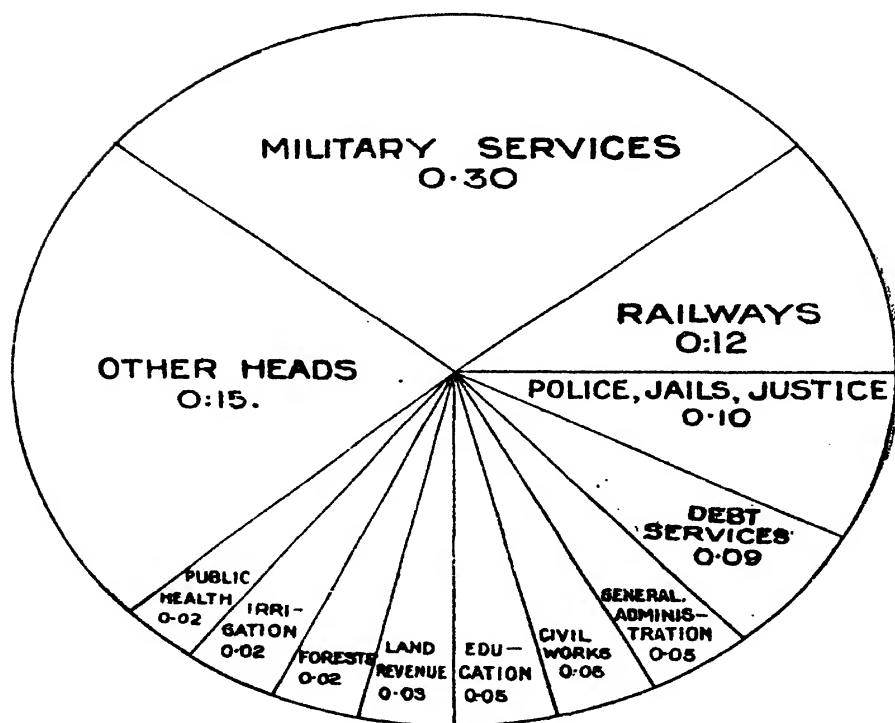 MILITARY SERVICES
0·30
RAILWAYS
0:12
POLICE, JAILS, JUSTICE
0·10
DEBT
SERVICES
0·09
GENERAL.
ADMINIS-
TRATION
0·05
CIVIL
WORKS
0·05
EDU-
CATION
0·05
LAND
REVENUE
0·03
FORESTS
0·02
IRRI-
GATION
0·02
PUBLIC
HEALTH
0·02
OTHER HEADS
0:15.